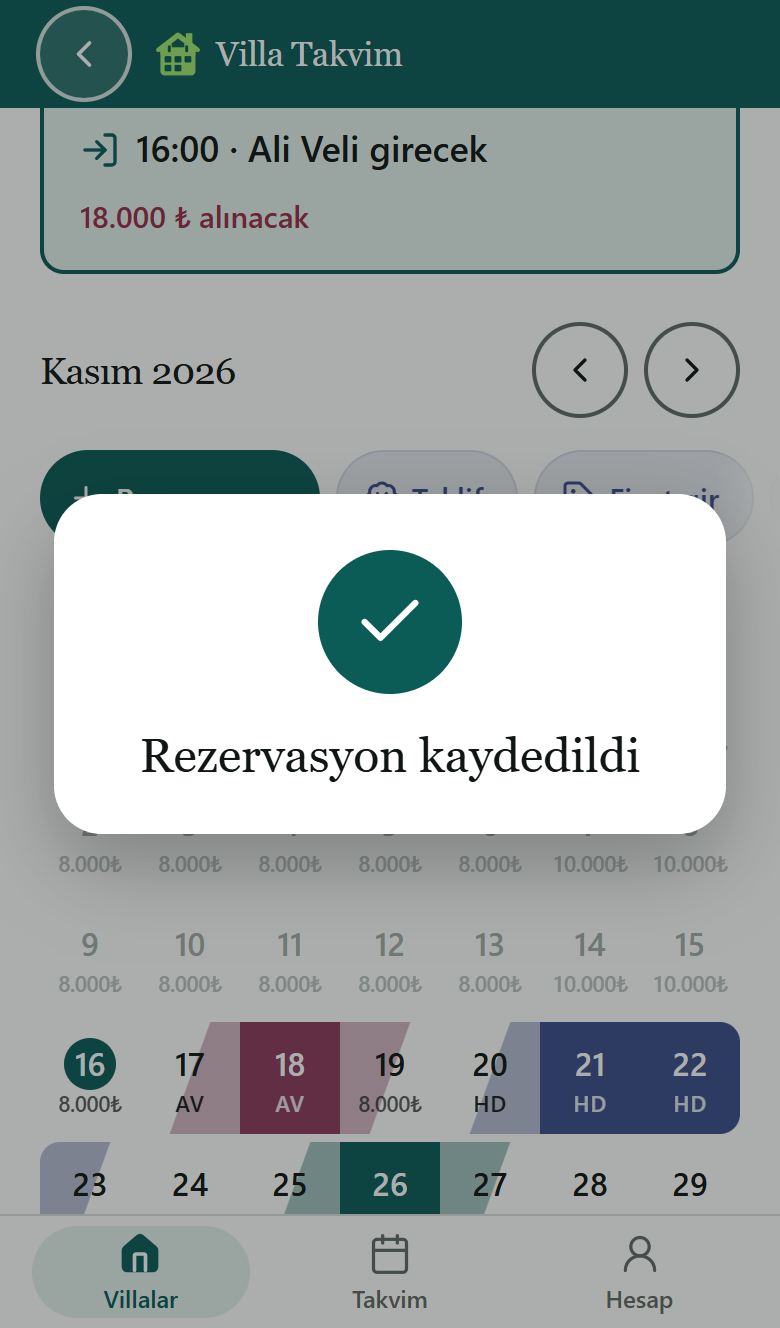 Villa Takvim
16:00 · Ali Veli girecek
18.000 ₺ alınacak
Kasım 2026
Rezervasyon kaydedildi
8.000₺ 8.000₺ 8.000₺ 8.000₺ 8.000₺ 10.000₺ 10.000₺
9 10 11 12 13 14 15
8.000₺ 8.000₺ 8.000₺ 8.000₺ 8.000₺ 10.000₺ 10.000₺
16 17 18 19 20 21 22
8.000₺ AV AV 8.000₺ HD HD HD
23 24 25 26 27 28 29
Villalar Takvim Hesap